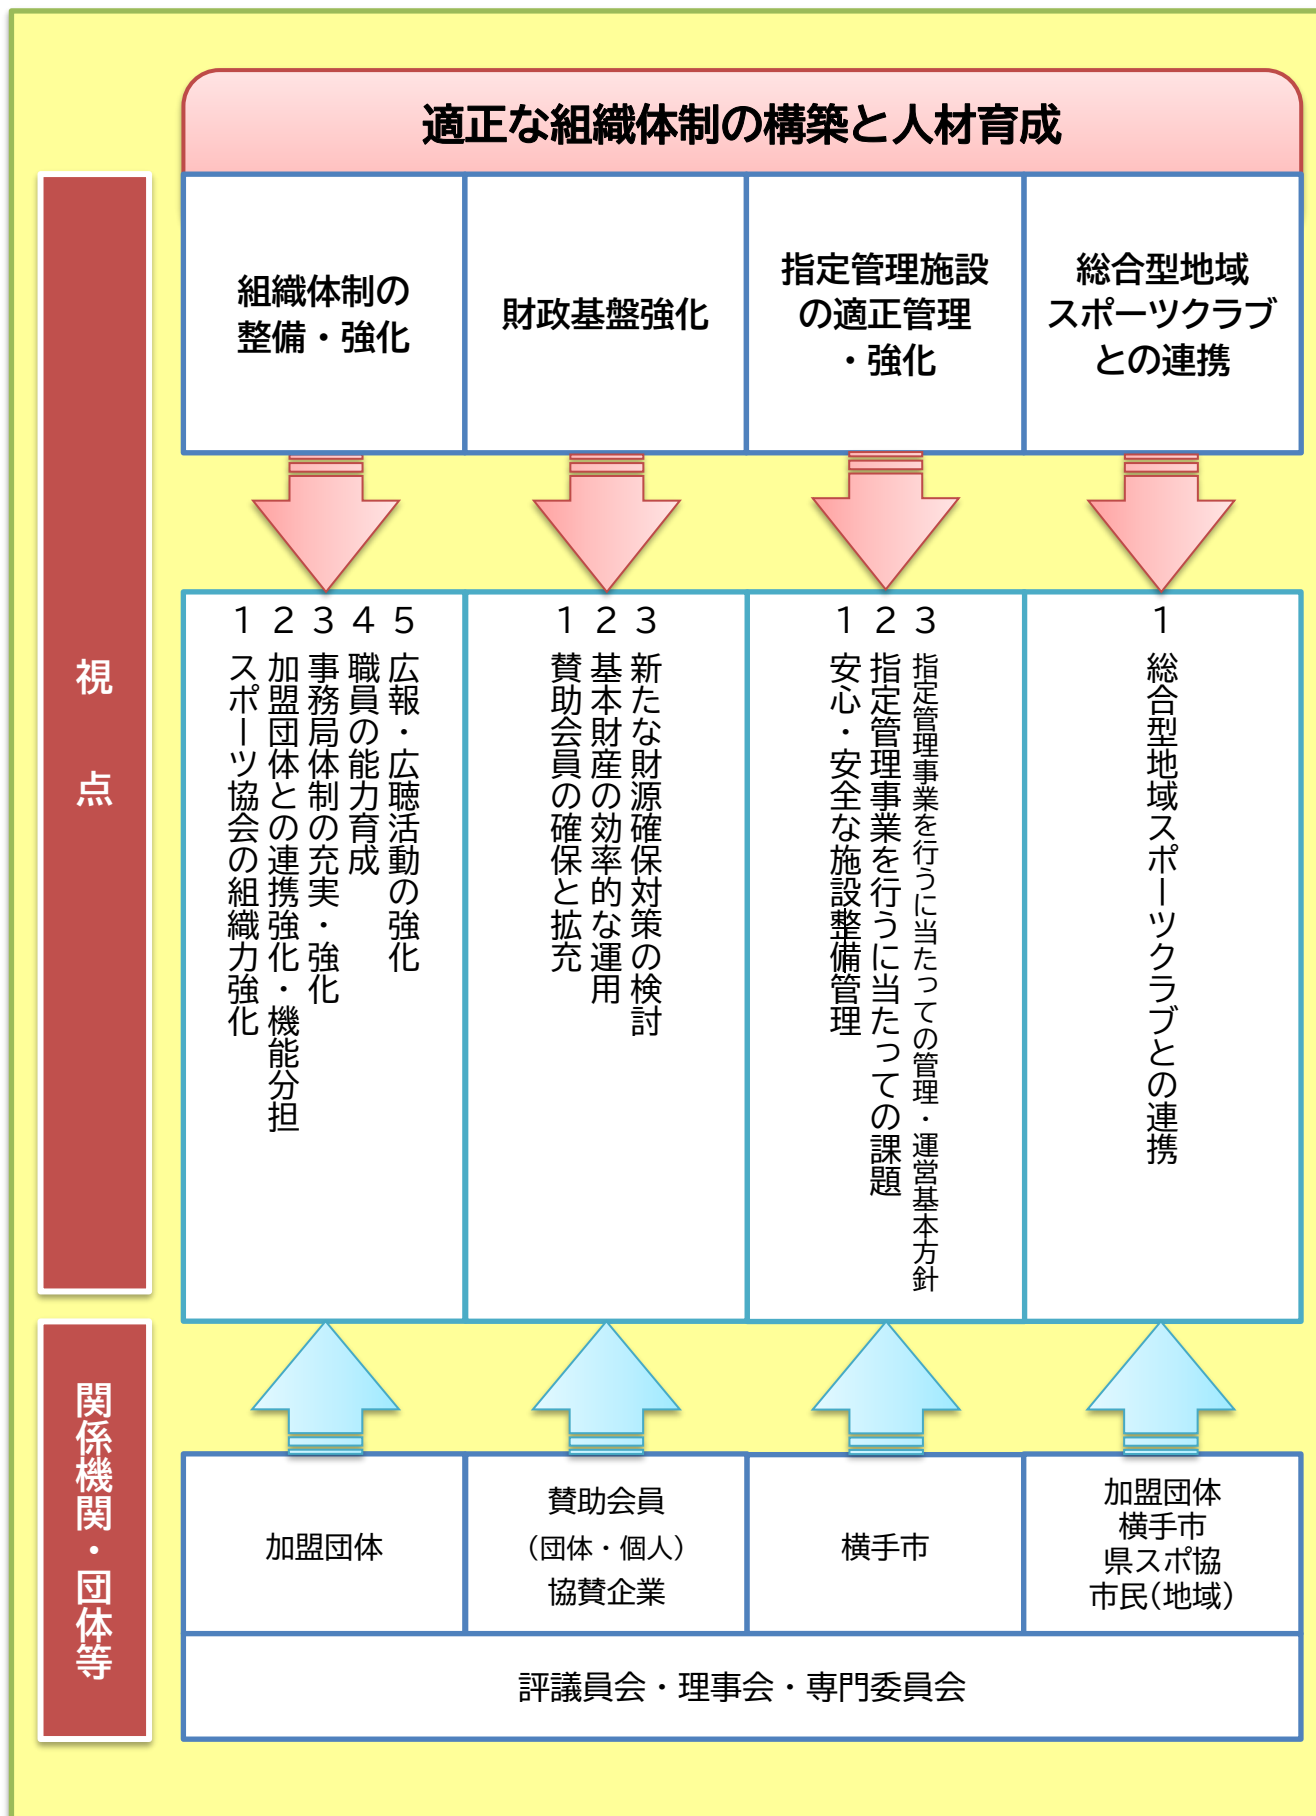 適正な組織体制の構築と人材育成
視点
組織体制の
整備・強化
財政基盤強化
指定管理施設
の適正管理
・強化
総合型地域
スポーツクラブ
との連携
1 スポーツ協会の組織力強化
2 加盟団体との連携強化・機能分担
3 事務局体制の充実・強化
4 職員の能力育成
5 広報・広聴活動の強化
1 賛助会員の確保と拡充
2 基本財産の効率的な運用
3 新たな財源確保対策の検討
1 安心・安全な施設整備管理
2 指定管理事業を行うに当たっての課題
3 指定管理事業を行うに当たっての管理・運営基本方針
1 総合型地域スポーツクラブとの連携
関係機関・団体等
加盟団体
賛助会員
（団体・個人）
協賛企業
横手市
加盟団体
横手市
県スポ協
市民(地域)
評議員会・理事会・専門委員会